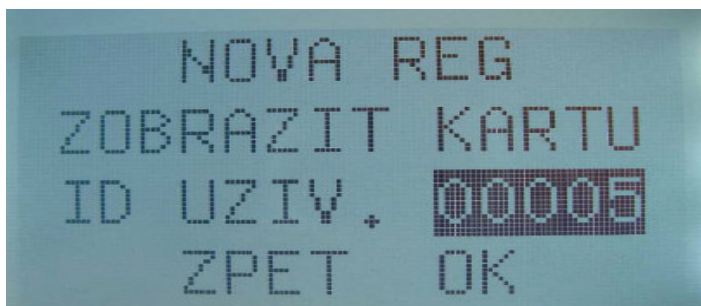 NOVA REG
ZOBRAZIT KARTU
ID UZIV. 00005
ZPET OK